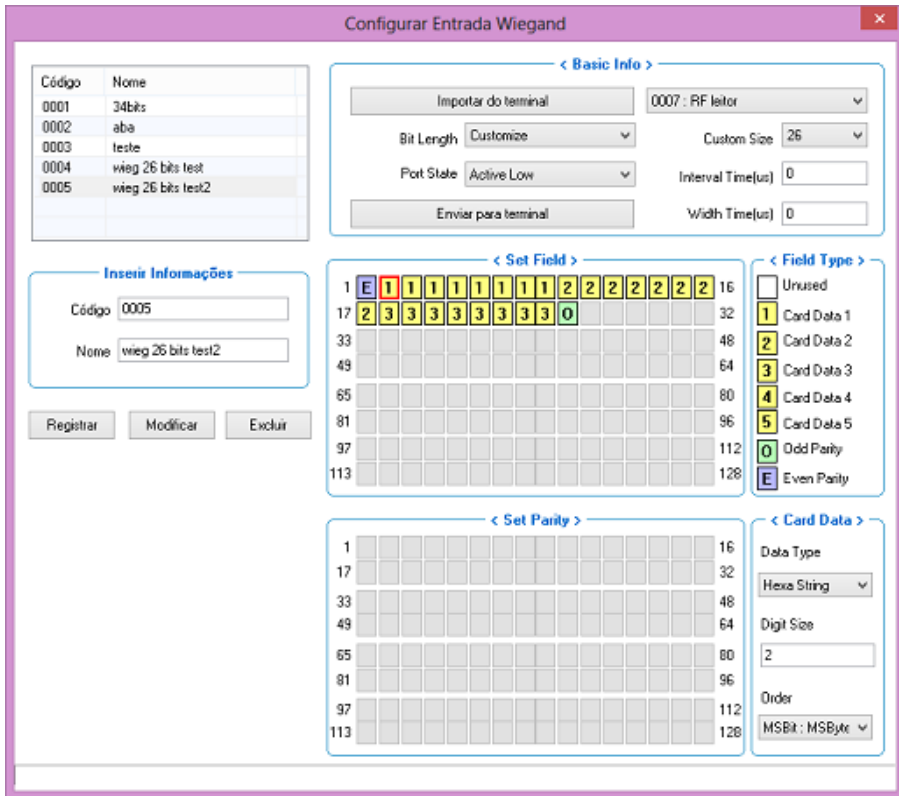 Configurar Entrada Wiegand
×
Código Nome
0001 34bits
0002 aba
0003 teste
0004 wieg 26 bits test
0005 wieg 26 bits test2
< Basic Info >
Importar do terminal 0007 : RF leitor
Bit Length Customize Custom Size 26
Port State Active Low Interval Time(us) 0
Enviar para terminal Width Time(us) 0
Inserir Informações
Código 0005
Nome wieg 26 bits test2
Registrar Modificar Excluir
< Set Field >
1 E 1 1 1 1 1 1 1 1 2 2 2 2 2 2 2 16
17 2 3 3 3 3 3 3 3 3 O 32
33 48
49 64
65 80
81 96
97 112
113 128
< Field Type >
Unused
1 Card Data 1
2 Card Data 2
3 Card Data 3
4 Card Data 4
5 Card Data 5
O Odd Parity
E Even Parity
< Set Parity >
1 16
17 32
33 48
49 64
65 80
81 96
97 112
113 128
< Card Data >
Data Type
Hexa String
Digit Size
2
Order
MSBit : MSByte